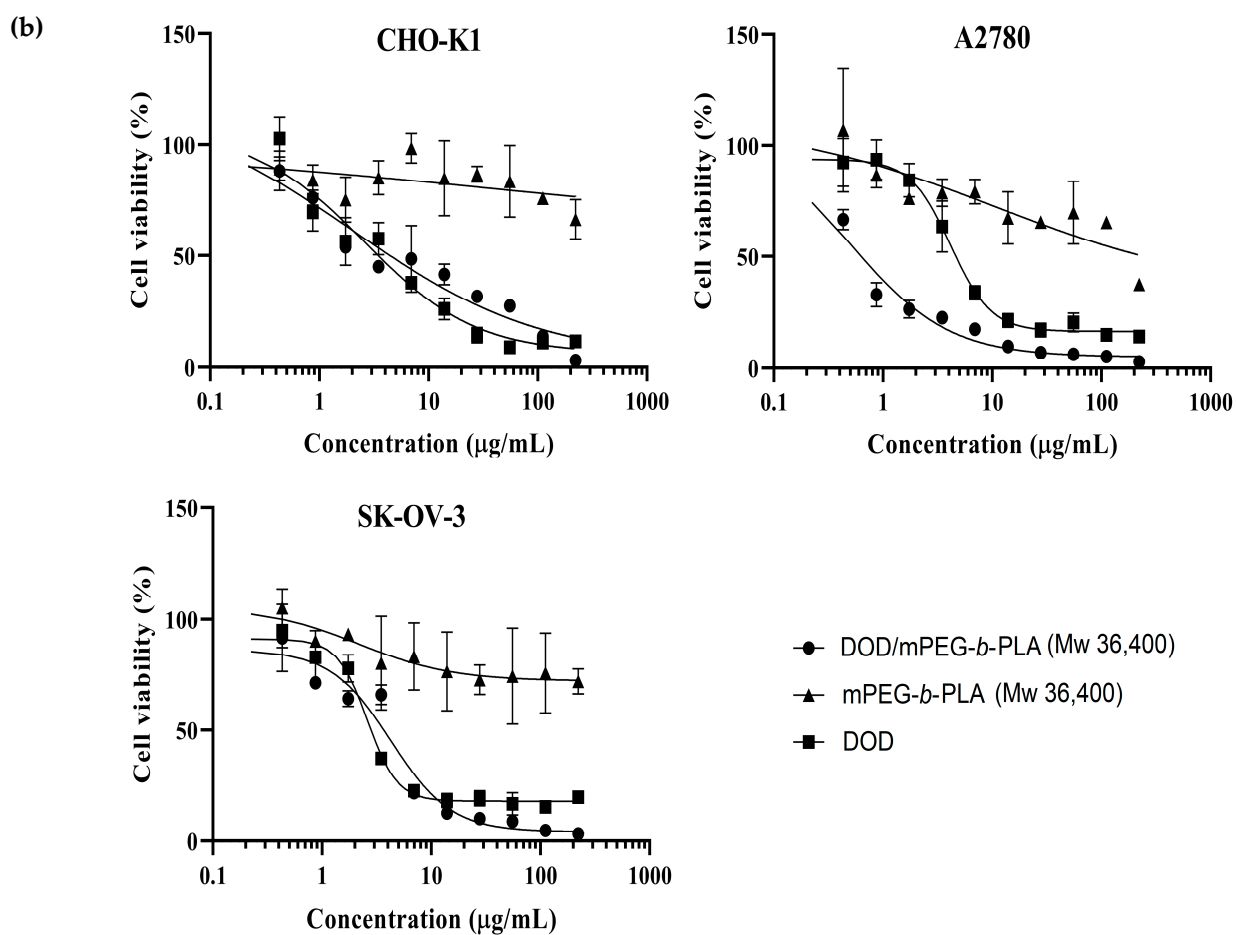 (b)
CHO-K1
150
100
50
0
Cell viability (%)
0.1 1 10 100 1000
Concentration (μg/mL)
A2780
150
100
50
0
Cell viability (%)
0.1 1 10 100 1000
Concentration (μg/mL)
SK-OV-3
150
100
50
0
Cell viability (%)
0.1 1 10 100 1000
Concentration (μg/mL)
DOD/mPEG-b-PLA (Mw 36,400)
mPEG-b-PLA (Mw 36,400)
DOD